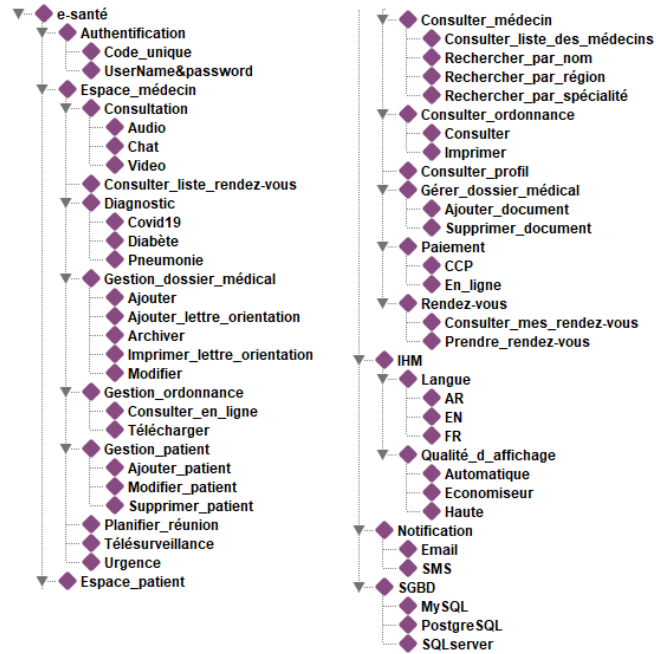 e-santé
Authentification
Code_unique
UserName&password
Espace_médecin
Consultation
Audio
Chat
Video
Consulter_liste_rendez-vous
Diagnostic
Covid19
Diabète
Pneumonie
Gestion_dossier_médical
Ajouter
Ajouter_lettre_orientation
Archiver
Imprimer_lettre_orientation
Modifier
Gestion_ordonnance
Consulter_en_ligne
Télécharger
Gestion_patient
Ajouter_patient
Modifier_patient
Supprimer_patient
Planifier_réunion
Télésurveillance
Urgence
Espace_patient
Consulter_médecin
Consulter_liste_des_médecins
Rechercher_par_nom
Rechercher_par_région
Rechercher_par_spécialité
Consulter_ordonnance
Consulter
Imprimer
Consulter_profil
Gérer_dossier_médical
Ajouter_document
Supprimer_document
Paiement
CCP
En_ligne
Rendez-vous
Consulter_mes_rendez-vous
Prendre_rendez-vous
IHM
Langue
AR
EN
FR
Qualité_d_affichage
Automatique
Economiseur
Haute
Notification
Email
SMS
SGBD
MySQL
PostgreSQL
SQLserver